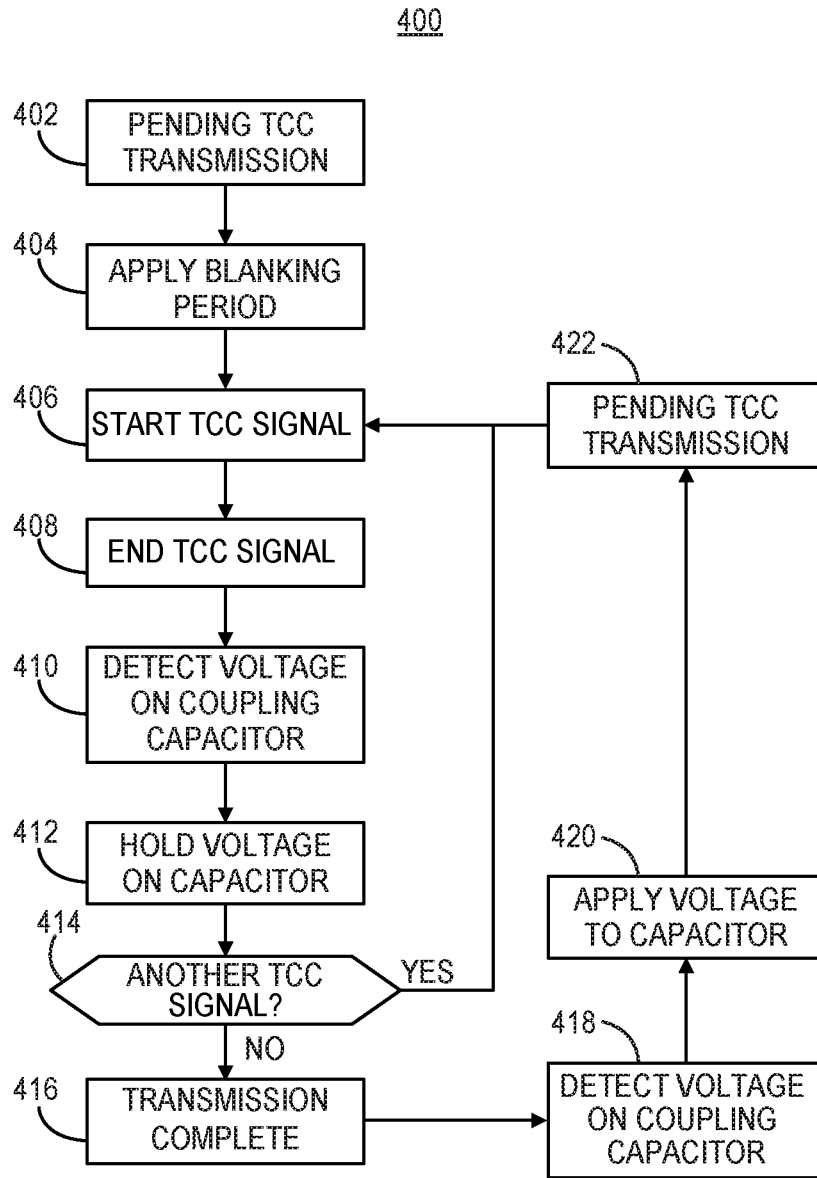 400
402
PENDING TCC
TRANSMISSION
404
APPLY BLANKING
PERIOD
406
START TCC SIGNAL
408
END TCC SIGNAL
410
DETECT VOLTAGE
ON COUPLING
CAPACITOR
412
HOLD VOLTAGE
ON CAPACITOR
414
ANOTHER TCC
SIGNAL?
YES
NO
416
TRANSMISSION
COMPLETE
418
DETECT VOLTAGE
ON COUPLING
CAPACITOR
420
APPLY VOLTAGE
TO CAPACITOR
422
PENDING TCC
TRANSMISSION